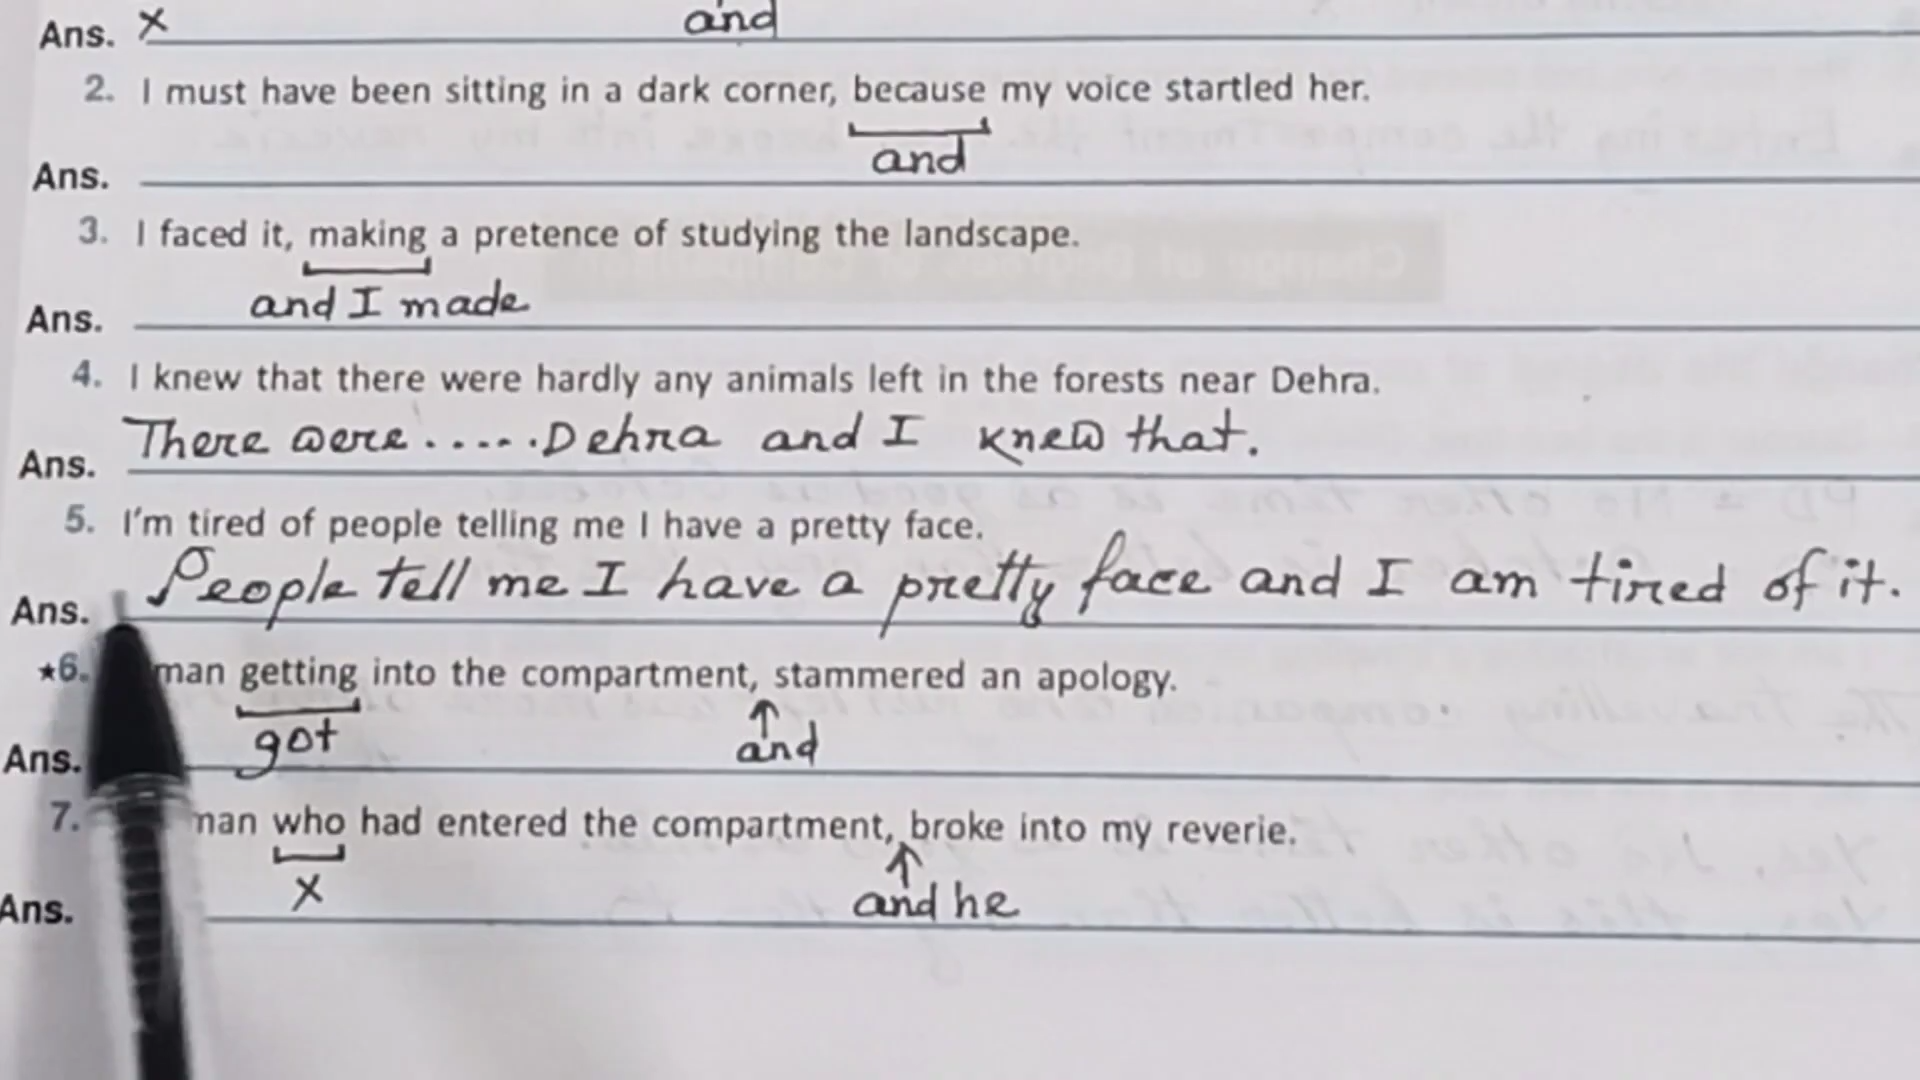 and
Ans. x
2. I must have been sitting in a dark corner, because my voice startled her.
and
Ans.
3. I faced it, making a pretence of studying the landscape.
and I made
Ans.
4. I knew that there were hardly any animals left in the forests near Dehra.
There were.....Dehra and I knew that.
Ans.
5. I'm tired of people telling me I have a pretty face.
People tell me I have a pretty face and I am tired of it.
Ans.
★6. man getting into the compartment, stammered an apology.
got and
Ans.
7. man who had entered the compartment, broke into my reverie.
x and he
Ans.